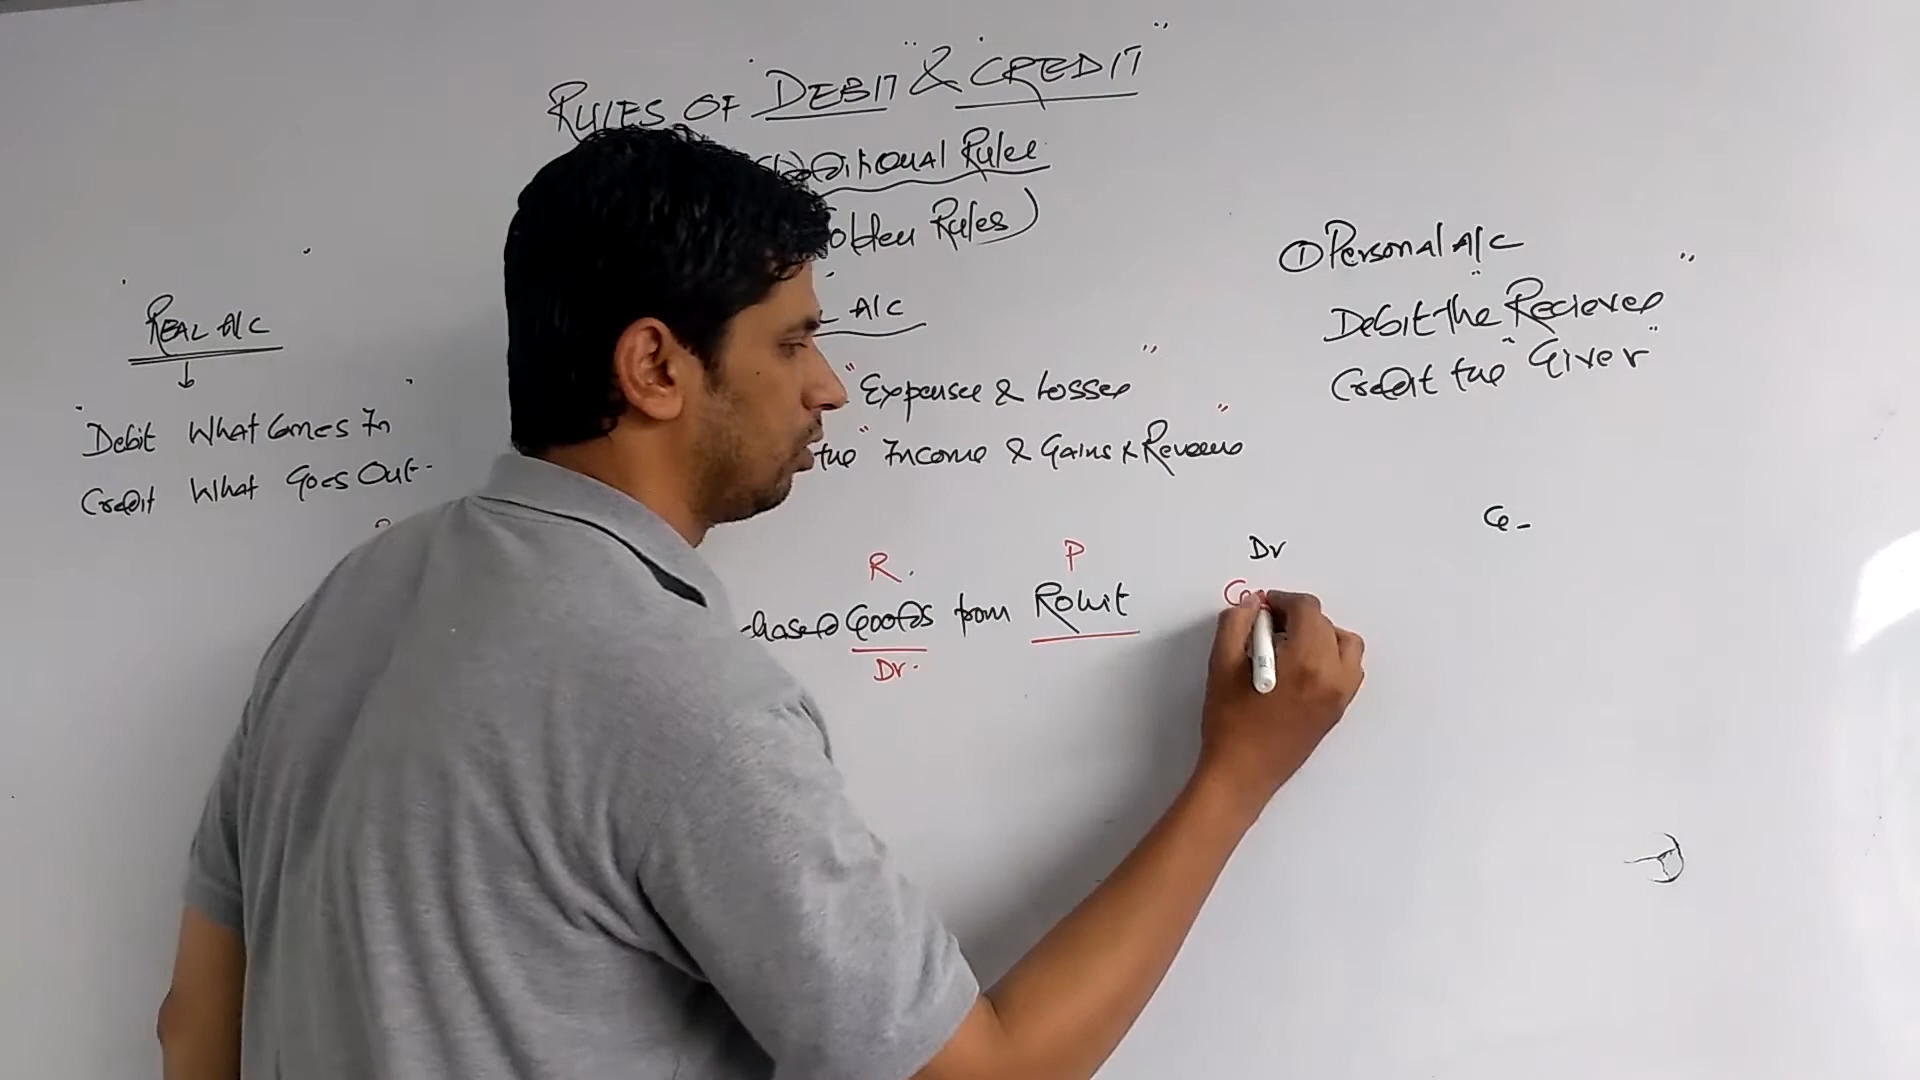 RULES OF "DEBIT" & "CREDIT"
Rules
Rules)
A/C
"Expenses & Losses"
the "Income & Gains & Revenue"
REAL A/C
"Debit What Comes In"
Credit What Goes Out.
① Personal A/C
Debit the "Reciever"
Credit the "Giver"
R. P
Goods from Rohit
Dr.
Dr